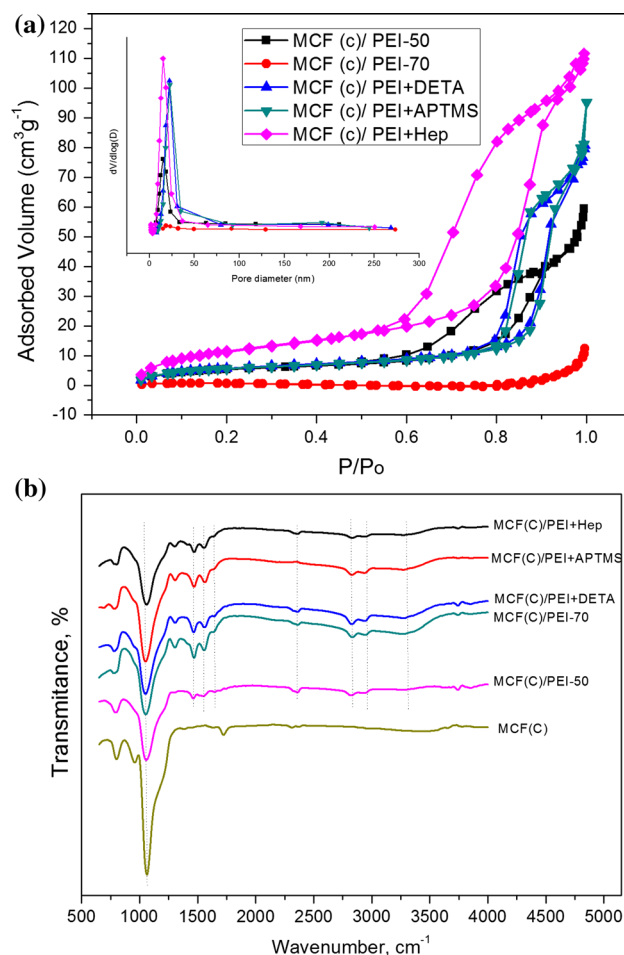 (a)
MCF (c)/ PEI-50
MCF (c)/ PEI-70
MCF (c)/ PEI+DETA
MCF (c)/ PEI+APTMS
MCF (c)/ PEI+Hep
dV/dlog(D)
0 50 100 150 200 250 300
Pore diameter (nm)
Adsorbed Volume (cm³g⁻¹)
120
110
100
90
80
70
60
50
40
30
20
10
0
-10
0.0 0.2 0.4 0.6 0.8 1.0
P/Po
(b)
MCF(C)/PEI+Hep
MCF(C)/PEI+APTMS
MCF(C)/PEI+DETA
MCF(C)/PEI-70
MCF(C)/PEI-50
MCF(C)
Transmitance, %
500 1000 1500 2000 2500 3000 3500 4000 4500 5000
Wavenumber, cm⁻¹